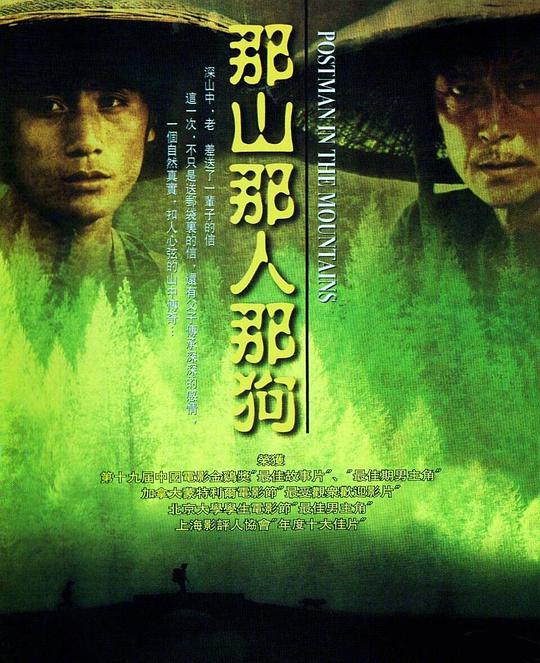 POSTMAN IN THE MOUNTAINS
那山那人那狗
深山中，老 差送了一輩子的信
這一次，不只是送郵袋裏的信，還有父子傳承深深的感情，
一個自然真實，扣人心弦的山中傳奇…
榮獲
第十九届中國電影金鷄獎"最佳故事片"、"最佳期男主角"
加拿大蒙特利爾電影節"最受觀衆歡迎影片"
北京大學學生電影節"最佳男主角"
上海影評人協會"年度十大佳片"